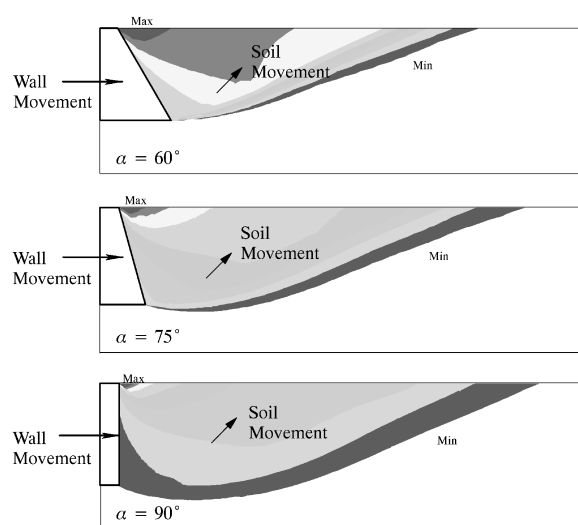 Max
Soil
Movement
Min
Wall
Movement
α = 60°
Max
Soil
Movement
Min
Wall
Movement
α = 75°
Max
Soil
Movement
Min
Wall
Movement
α = 90°